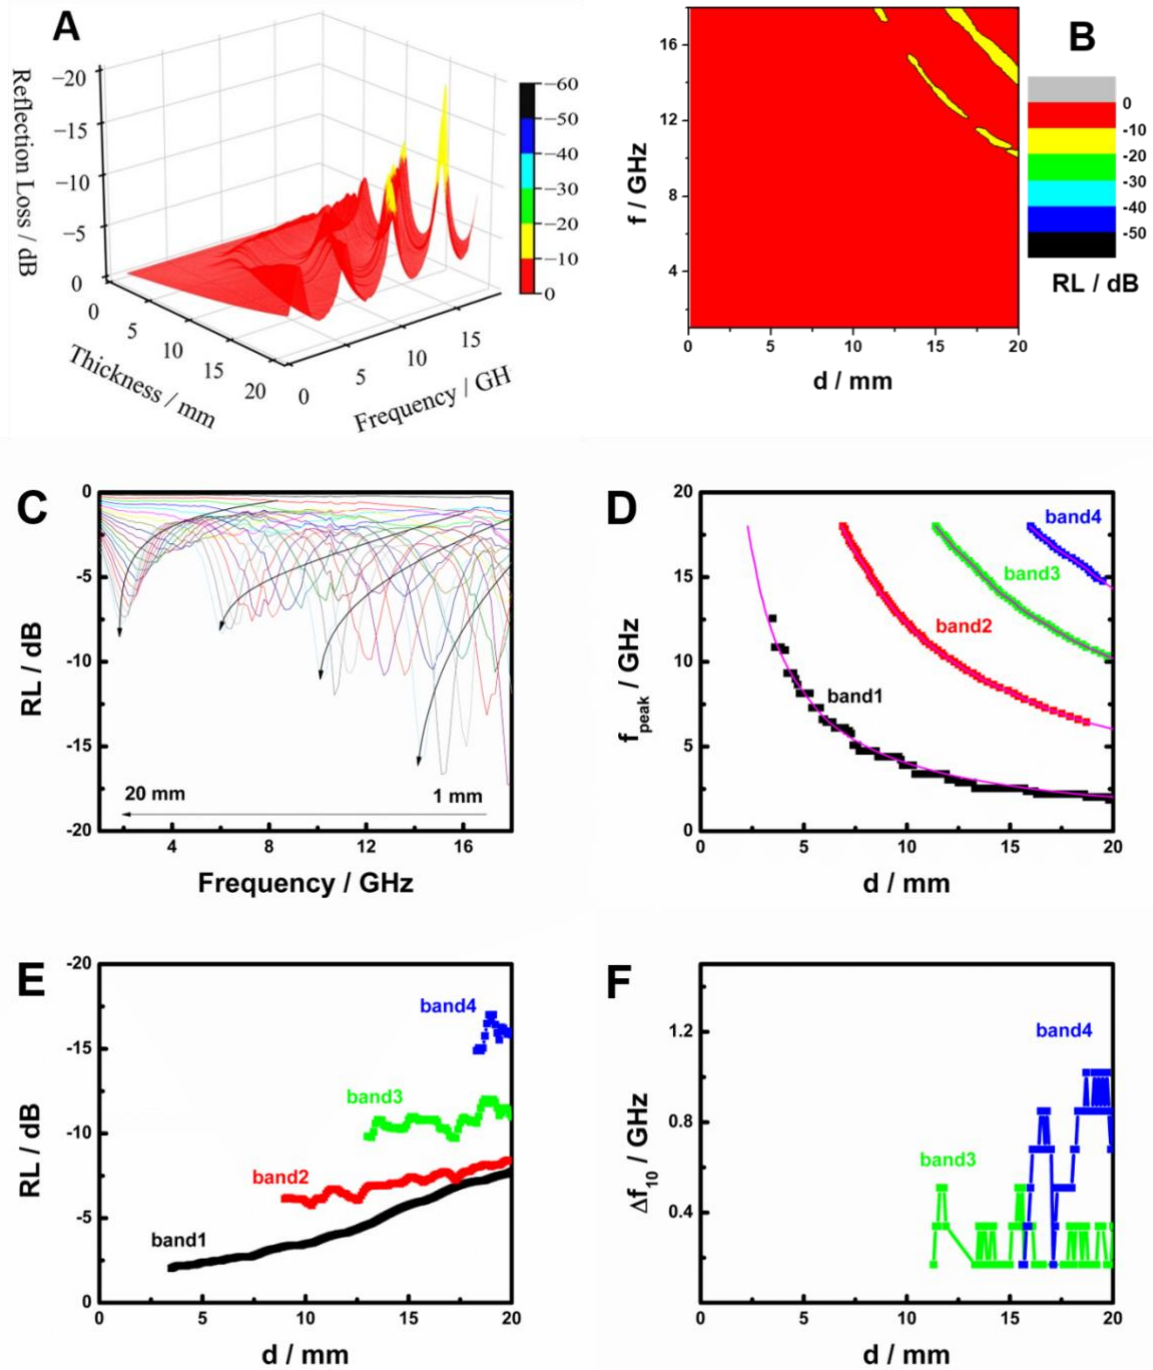 A
Reflection Loss / dB
−20
−15
−10
−5
0
0
5
10
15
20
Thickness / mm
0
5
10
15
Frequency / GH
−60
−50
−40
−30
−20
−10
0
B
f / GHz
16
12
8
4
0
5
10
15
20
d / mm
0
-10
-20
-30
-40
-50
RL / dB
C
RL / dB
0
-5
-10
-15
-20
20 mm
1 mm
4
8
12
16
Frequency / GHz
D
fpeak / GHz
20
15
10
5
0
band4
band3
band2
band1
0
5
10
15
20
d / mm
E
RL / dB
-20
-15
-10
-5
0
band4
band3
band2
band1
0
5
10
15
20
d / mm
F
Δf10 / GHz
1.2
0.8
0.4
band4
band3
0
5
10
15
20
d / mm